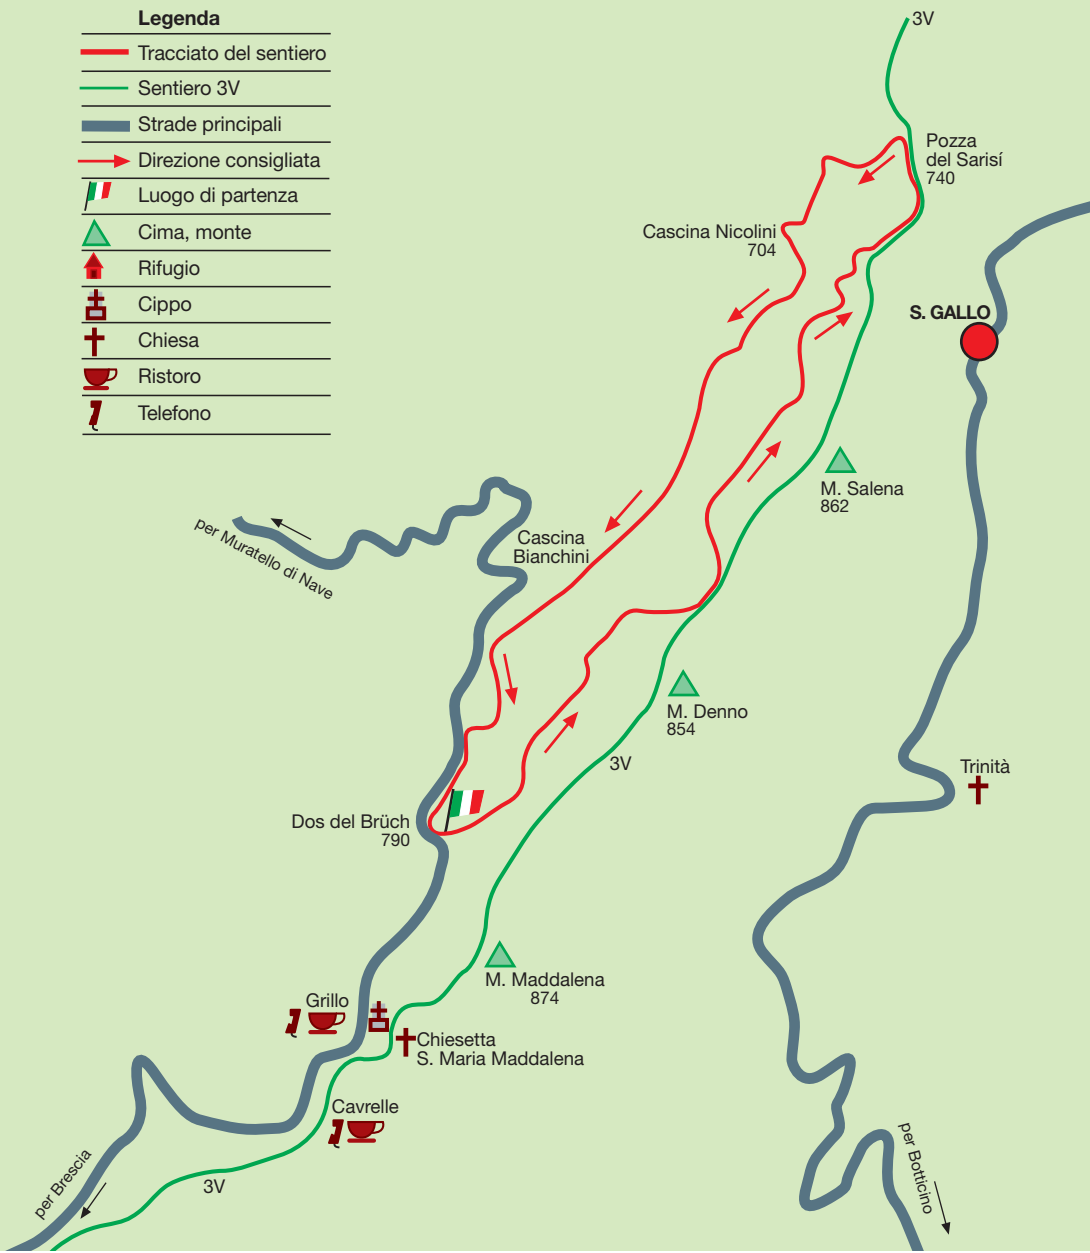 Legenda
Tracciato del sentiero
Sentiero 3V
Strade principali
Direzione consigliata
Luogo di partenza
Cima, monte
Rifugio
Cippo
Chiesa
Ristoro
Telefono
3V
Pozza
del Sarisí
740
Cascina Nicolini
704
S. GALLO
M. Salena
862
per Muratello di Nave
Cascina
Bianchini
M. Denno
854
3V
Trinità
Dos del Brüch
790
M. Maddalena
874
Grillo
Chiesetta
S. Maria Maddalena
Cavrelle
per Brescia
3V
per Botticino